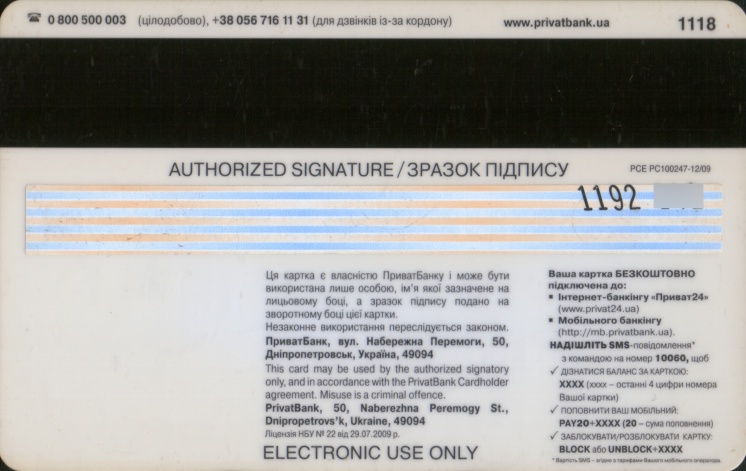 ☎ 0 800 500 003 (цілодобово), +38 056 716 11 31 (для дзвінків із-за кордону) www.privatbank.ua 1118
AUTHORIZED SIGNATURE/ЗРАЗОК ПІДПИСУ PCE PC100247-12/09
1192
Ця картка є власністю ПриватБанку і може бути
використана лише особою, ім'я якої зазначене на
лицьовому боці, а зразок підпису подано на
зворотному боці цієї картки.
Незаконне використання переслідується законом.
ПриватБанк, вул. Набережна Перемоги, 50,
Дніпропетровськ, Україна, 49094
This card may be used by the authorized signatory
only, and in accordance with the PrivatBank Cardholder
agreement. Misuse is a criminal offence.
PrivatBank, 50, Naberezhna Peremogy St.,
Dnipropetrovs'k, Ukraine, 49094
Ліцензія НБУ № 22 від 29.07.2009 р.
ELECTRONIC USE ONLY
Ваша картка БЕЗКОШТОВНО
підключена до:
▪ Інтернет-банкінгу «Приват24»
(www.privat24.ua)
▪ Мобільного банкінгу
(http://mb.privatbank.ua).
НАДІШЛІТЬ SMS-повідомлення*
з командою на номер 10060, щоб
✓ ДІЗНАТИСЯ БАЛАНС ЗА КАРТКОЮ:
XXXX (xxxx – останні 4 цифри номера
Вашої картки)
✓ ПОПОВНИТИ ВАШ МОБІЛЬНИЙ:
PAY20+XXXX (20 – сума поповнення)
✓ ЗАБЛОКУВАТИ/РОЗБЛОКУВАТИ КАРТКУ:
BLOCK або UNBLOCK+XXXX
* Вартість SMS – згідно з тарифами Вашого мобільного оператора.